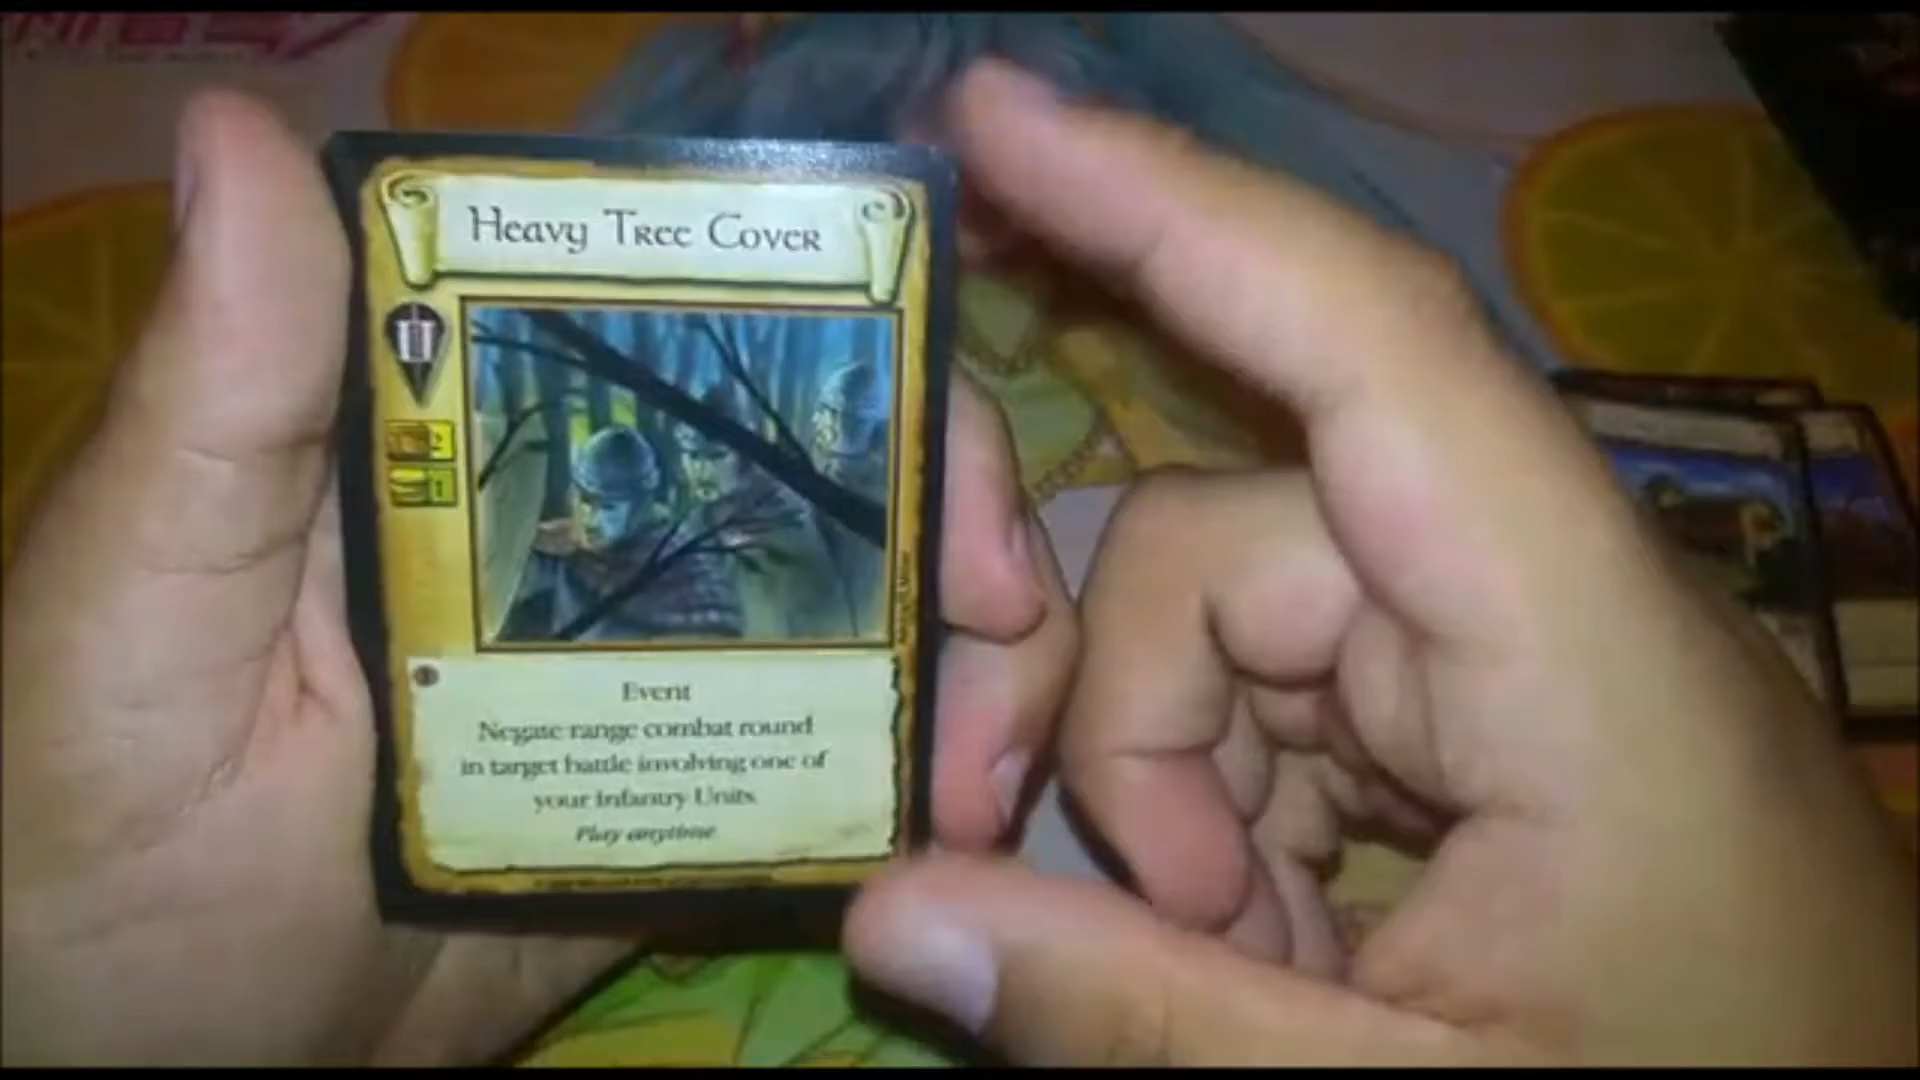 Heavy Tree Cover
2
1
Event
Negate range combat round
in target battle involving one of
your Infantry Units.
Play anytime